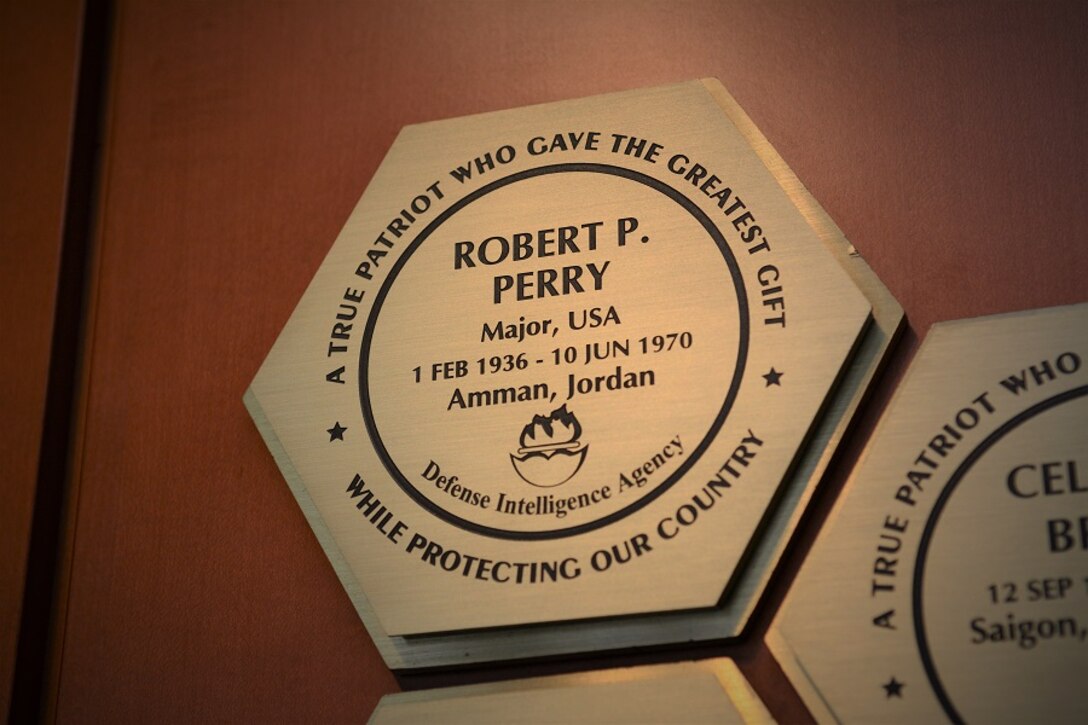 A TRUE PATRIOT WHO GAVE THE GREATEST GIFT
ROBERT P.
PERRY
Major, USA
1 FEB 1936 - 10 JUN 1970
Amman, Jordan
Defense Intelligence Agency
WHILE PROTECTING OUR COUNTRY
A TRUE PATRIOT WHO
12 SEP
Saigon,